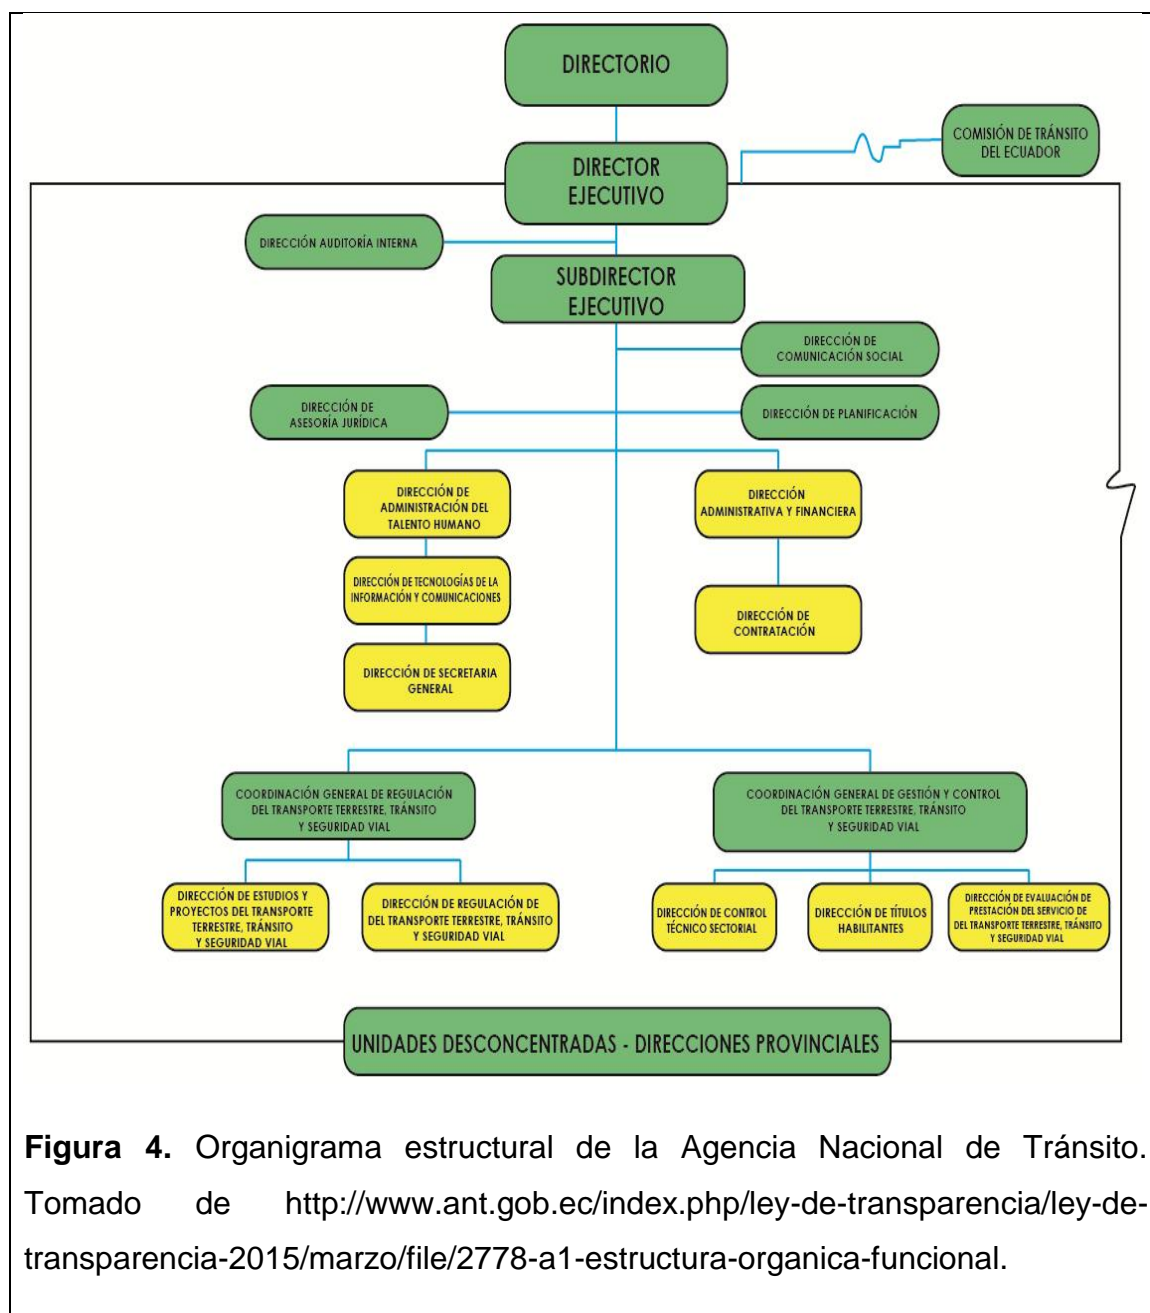 DIRECTORIO
COMISIÓN DE TRÁNSITO
DEL ECUADOR
DIRECTOR
EJECUTIVO
DIRECCIÓN AUDITORÍA INTERNA
SUBDIRECTOR
EJECUTIVO
DIRECCIÓN DE
COMUNICACIÓN SOCIAL
DIRECCIÓN DE
ASESORÍA JURÍDICA
DIRECCIÓN DE PLANIFICACIÓN
DIRECCIÓN DE
ADMINISTRACIÓN DEL
TALENTO HUMANO
DIRECCIÓN
ADMINISTRATIVA Y FINANCIERA
DIRECCIÓN DE TECNOLOGÍAS DE LA
INFORMACIÓN Y COMUNICACIONES
DIRECCIÓN DE
CONTRATACIÓN
DIRECCIÓN DE SECRETARIA
GENERAL
COORDINACIÓN GENERAL DE REGULACIÓN
DEL TRANSPORTE TERRESTRE, TRÁNSITO
Y SEGURIDAD VIAL
COORDINACIÓN GENERAL DE GESTIÓN Y CONTROL
DEL TRANSPORTE TERRESTRE, TRÁNSITO
Y SEGURIDAD VIAL
DIRECCIÓN DE ESTUDIOS Y
PROYECTOS DEL TRANSPORTE
TERRESTRE, TRÁNSITO
Y SEGURIDAD VIAL
DIRECCIÓN DE REGULACIÓN DE
DEL TRANSPORTE TERRESTRE, TRÁNSITO
Y SEGURIDAD VIAL
DIRECCIÓN DE CONTROL
TÉCNICO SECTORIAL
DIRECCIÓN DE TÍTULOS
HABILITANTES
DIRECCIÓN DE EVALUACIÓN DE
PRESTACIÓN DEL SERVICIO DE
DEL TRANSPORTE TERRESTRE, TRÁNSITO
Y SEGURIDAD VIAL
UNIDADES DESCONCENTRADAS - DIRECCIONES PROVINCIALES
Figura 4. Organigrama estructural de la Agencia Nacional de Tránsito.
Tomado de http://www.ant.gob.ec/index.php/ley-de-transparencia/ley-de-
transparencia-2015/marzo/file/2778-a1-estructura-organica-funcional.